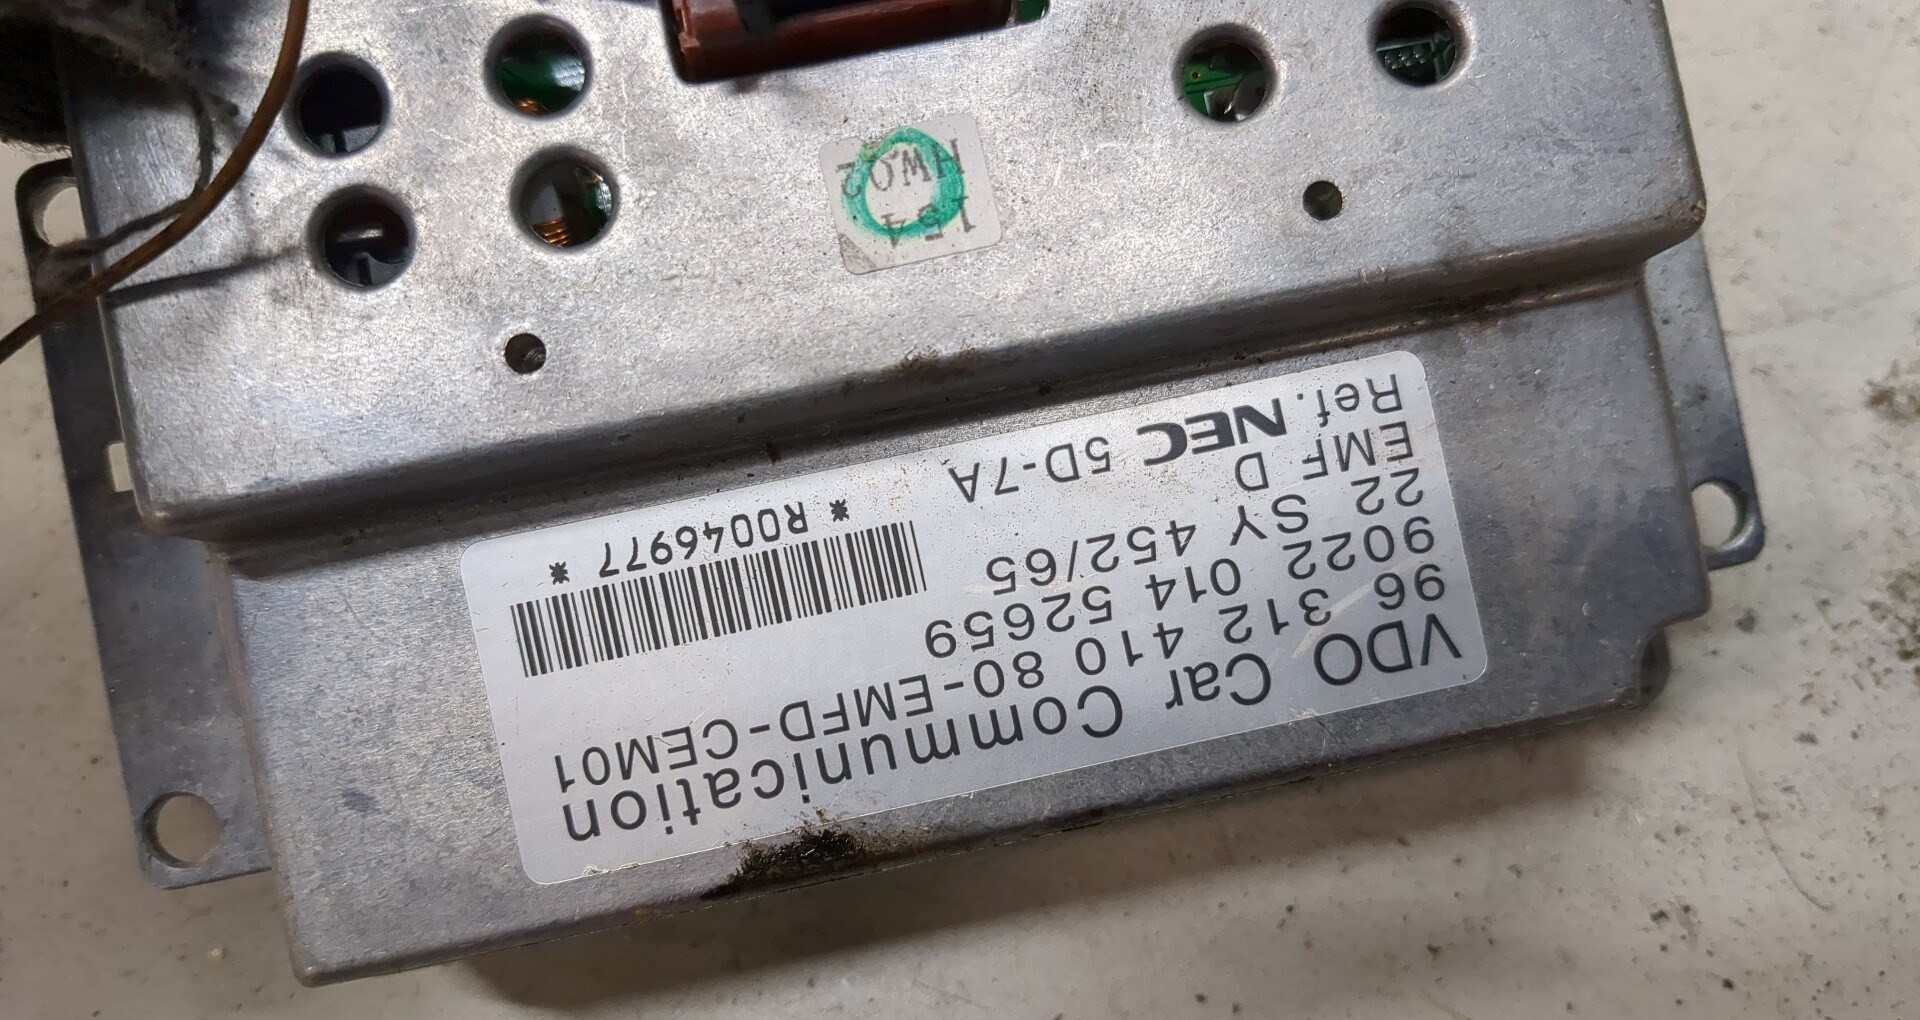 VDO Car Communication
96 312 410 80-EMFD-CEM01
9022 014 52659
22 SY 452/65
EMF D
Ref. NEC 5D-7A
* R0046977 *
154
HW02